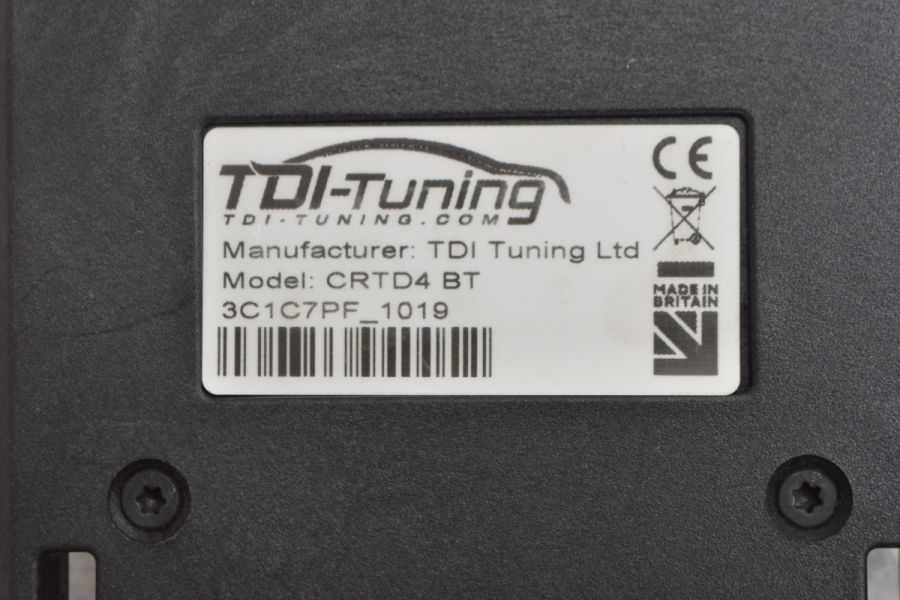 TDI-Tuning
TDI-TUNING.COM
Manufacturer: TDI Tuning Ltd
Model: CRTD4 BT
3C1C7PF_1019
CE
MADE IN
BRITAIN